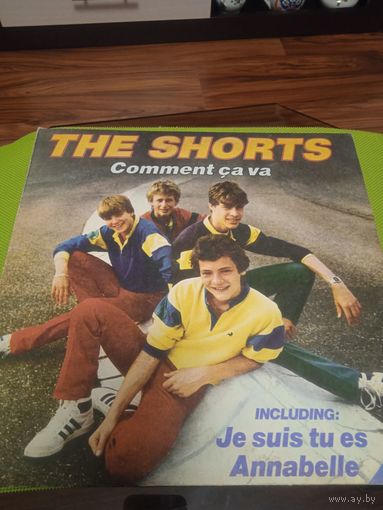 THE SHORTS
Comment ça va
INCLUDING:
Je suis tu es
Annabelle
www.ay.by